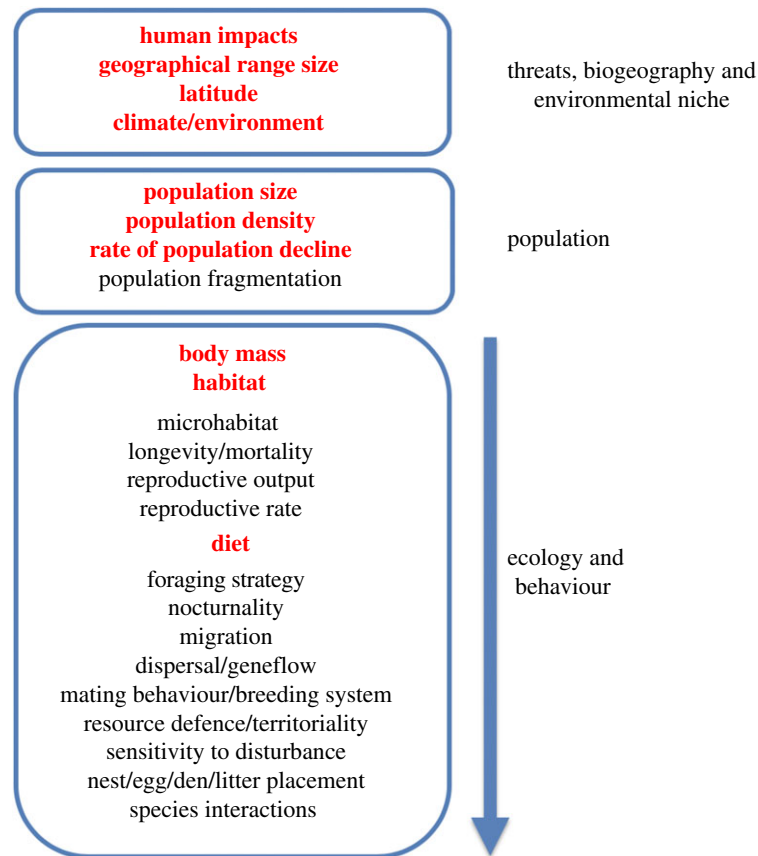 human impacts
geographical range size
latitude
climate/environment
threats, biogeography and
environmental niche
population size
population density
rate of population decline
population fragmentation
population
body mass
habitat
microhabitat
longevity/mortality
reproductive output
reproductive rate
diet
foraging strategy
nocturnality
migration
dispersal/geneflow
mating behaviour/breeding system
resource defence/territoriality
sensitivity to disturbance
nest/egg/den/litter placement
species interactions
ecology and
behaviour